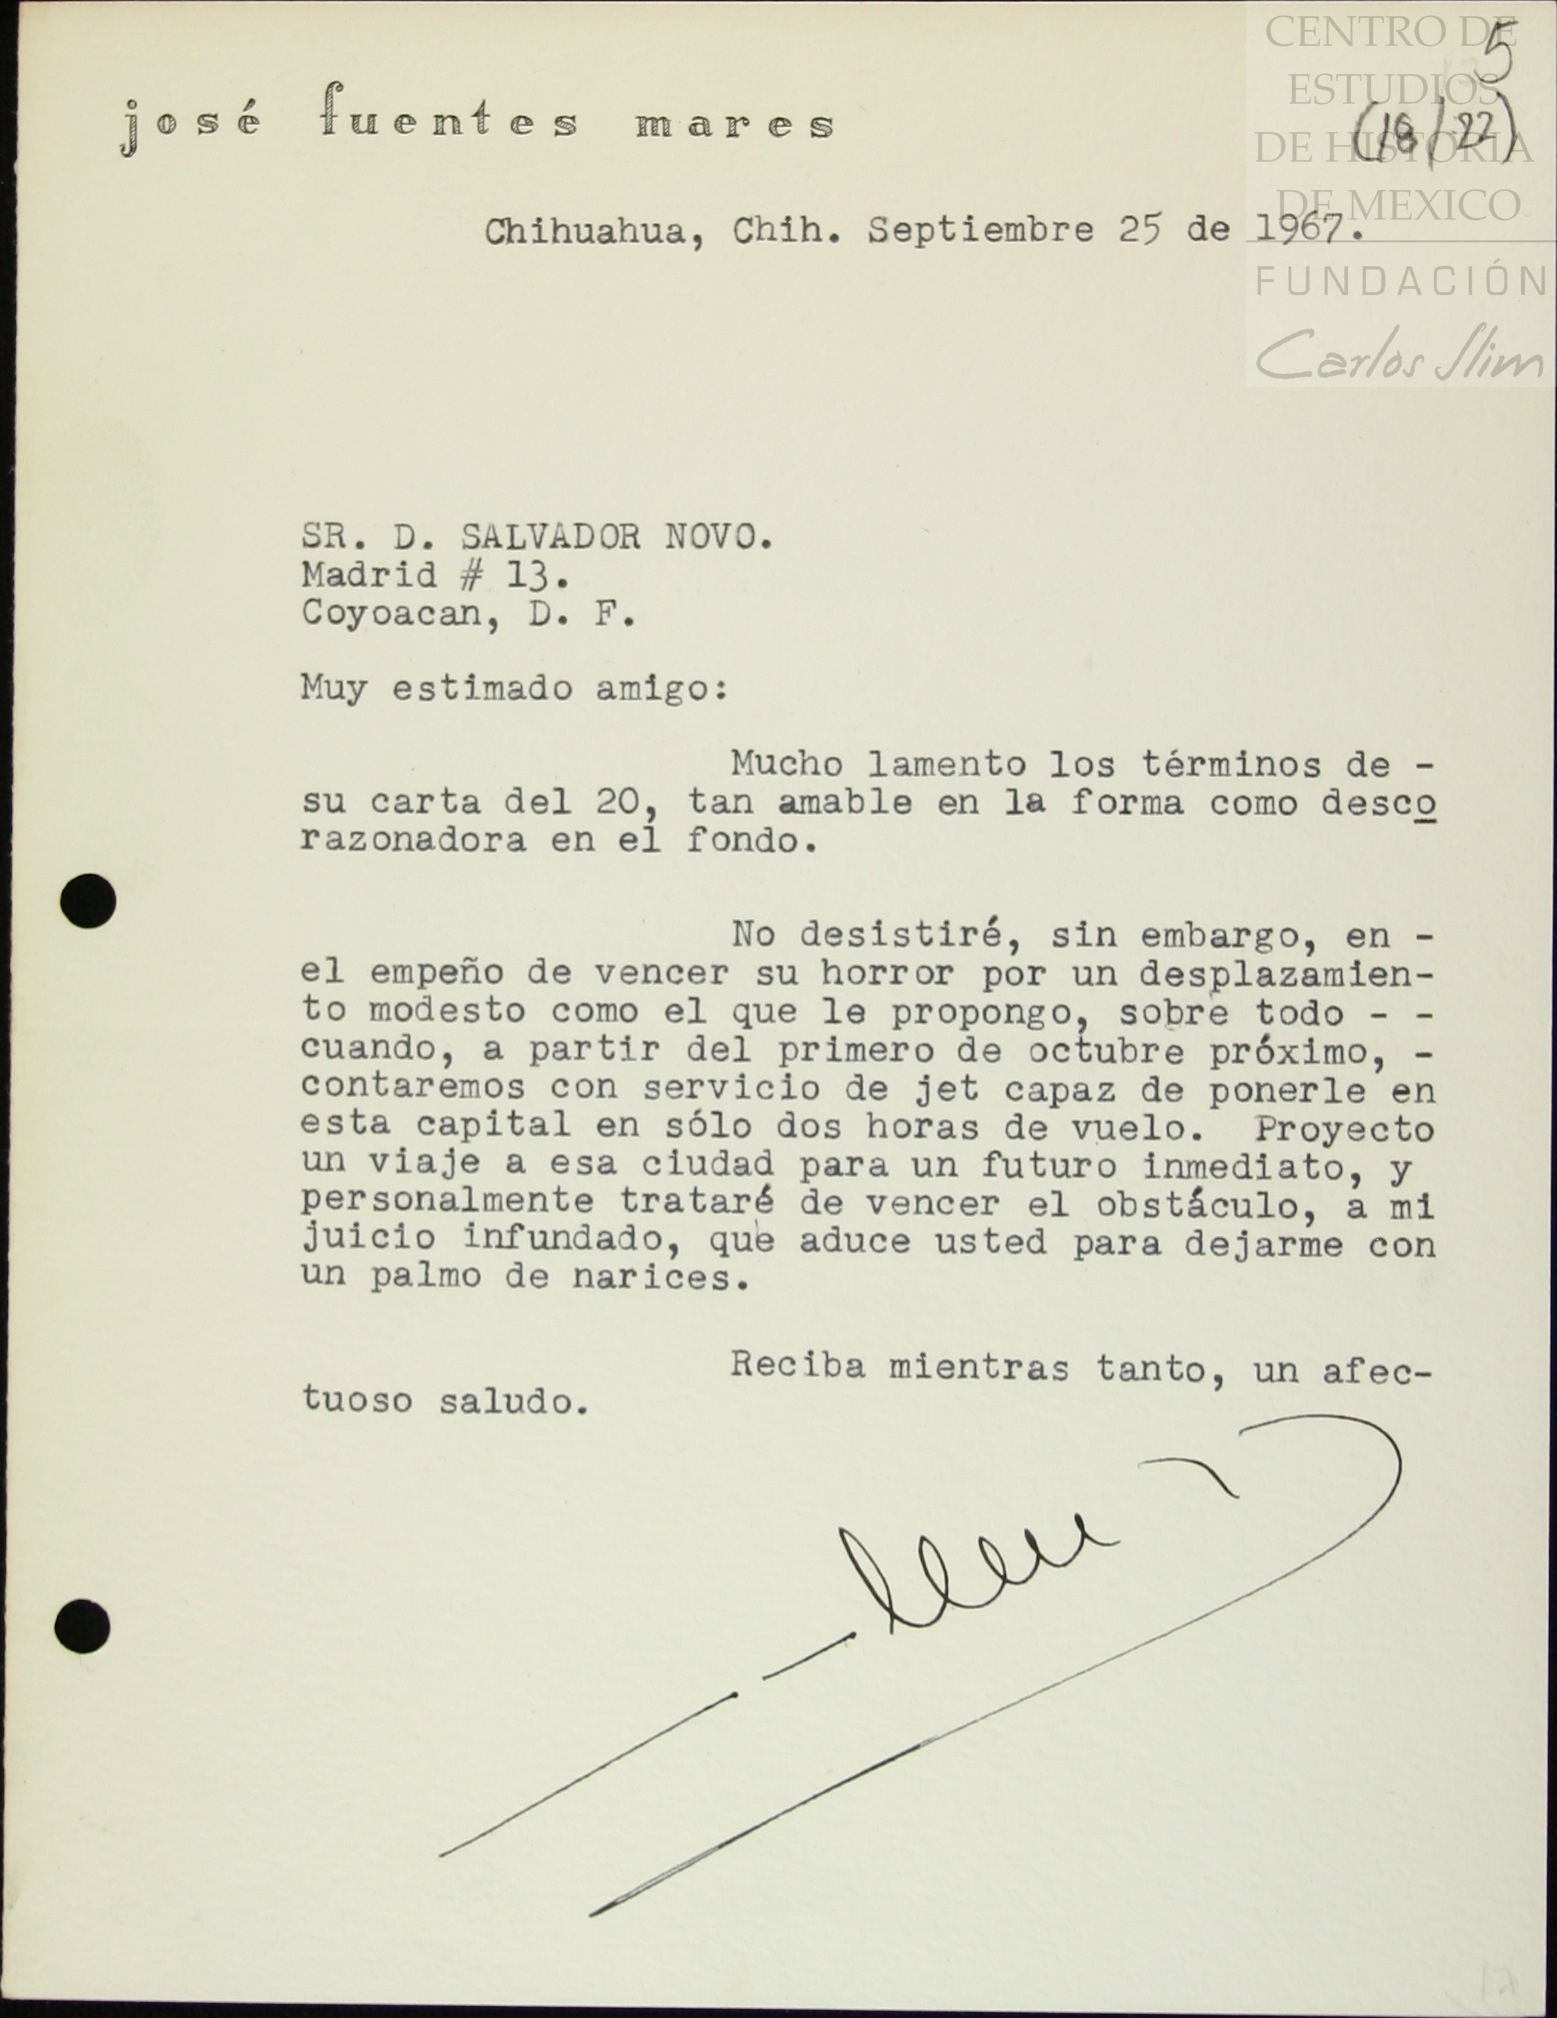 CENTRO DE
ESTUDIOS
DE HISTORIA
DE MEXICO
FUNDACIÓN
Carlos Slim
5
(18/22)
josé fuentes mares
Chihuahua, Chih. Septiembre 25 de 1967.
SR. D. SALVADOR NOVO.
Madrid # 13.
Coyoacan, D. F.
Muy estimado amigo:
Mucho lamento los términos de -
su carta del 20, tan amable en la forma como desco
razonadora en el fondo.
No desistiré, sin embargo, en -
el empeño de vencer su horror por un desplazamien-
to modesto como el que le propongo, sobre todo - -
cuando, a partir del primero de octubre próximo, -
contaremos con servicio de jet capaz de ponerle en
esta capital en sólo dos horas de vuelo. Proyecto
un viaje a esa ciudad para un futuro inmediato, y
personalmente trataré de vencer el obstáculo, a mi
juicio infundado, que aduce usted para dejarme con
un palmo de narices.
Reciba mientras tanto, un afec-
tuoso saludo.